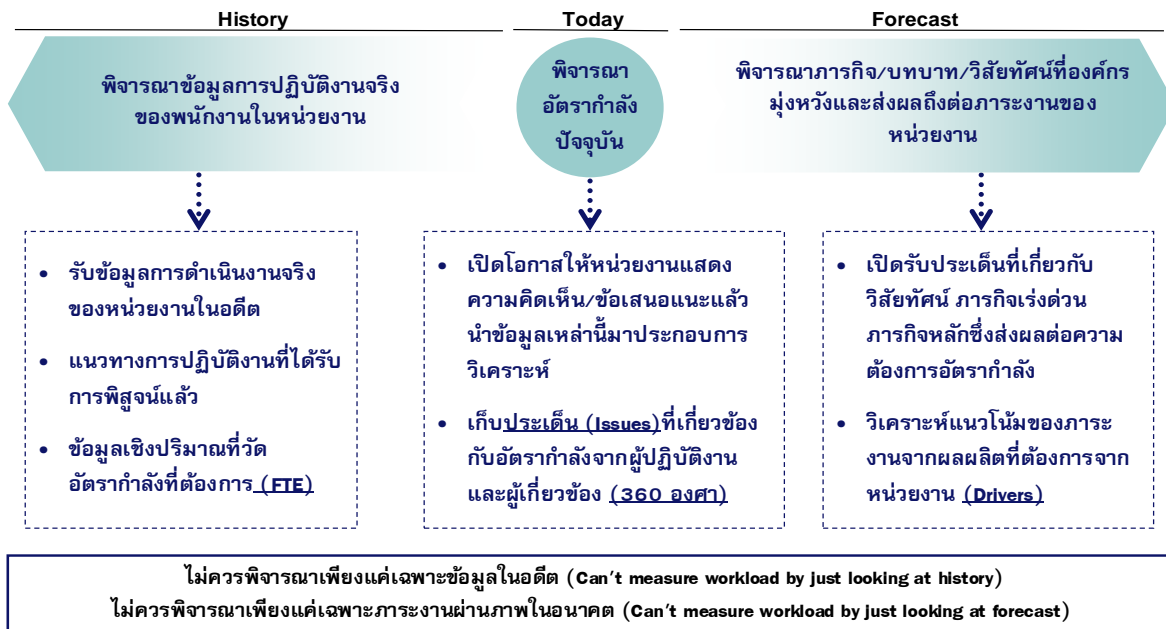 History
Today
Forecast
พิจารณาข้อมูลการปฏิบัติงานจริง
ของพนักงานในหน่วยงาน
พิจารณา
อัตรากำลัง
ปัจจุบัน
พิจารณาภารกิจ/บทบาท/วิสัยทัศน์ที่องค์กร
มุ่งหวังและส่งผลถึงต่อภาระงานของ
หน่วยงาน
• รับข้อมูลการดำเนินงานจริง
ของหน่วยงานในอดีต
• แนวทางการปฏิบัติงานที่ได้รับ
การพิสูจน์แล้ว
• ข้อมูลเชิงปริมาณที่วัด
อัตรากำลังที่ต้องการ (FTE)
• เปิดโอกาสให้หน่วยงานแสดง
ความคิดเห็น/ข้อเสนอแนะแล้ว
นำข้อมูลเหล่านี้มาประกอบการ
วิเคราะห์
• เก็บประเด็น (Issues)ที่เกี่ยวข้อง
กับอัตรากำลังจากผู้ปฏิบัติงาน
และผู้เกี่ยวข้อง (360 องศา)
• เปิดรับประเด็นที่เกี่ยวกับ
วิสัยทัศน์ ภารกิจเร่งด่วน
ภารกิจหลักซึ่งส่งผลต่อความ
ต้องการอัตรากำลัง
• วิเคราะห์แนวโน้มของภาระ
งานจากผลผลิตที่ต้องการจาก
หน่วยงาน (Drivers)
ไม่ควรพิจารณาเพียงแค่เฉพาะข้อมูลในอดีต (Can't measure workload by just looking at history)
ไม่ควรพิจารณาเพียงแค่เฉพาะภาระงานผ่านภาพในอนาคต (Can't measure workload by just looking at forecast)